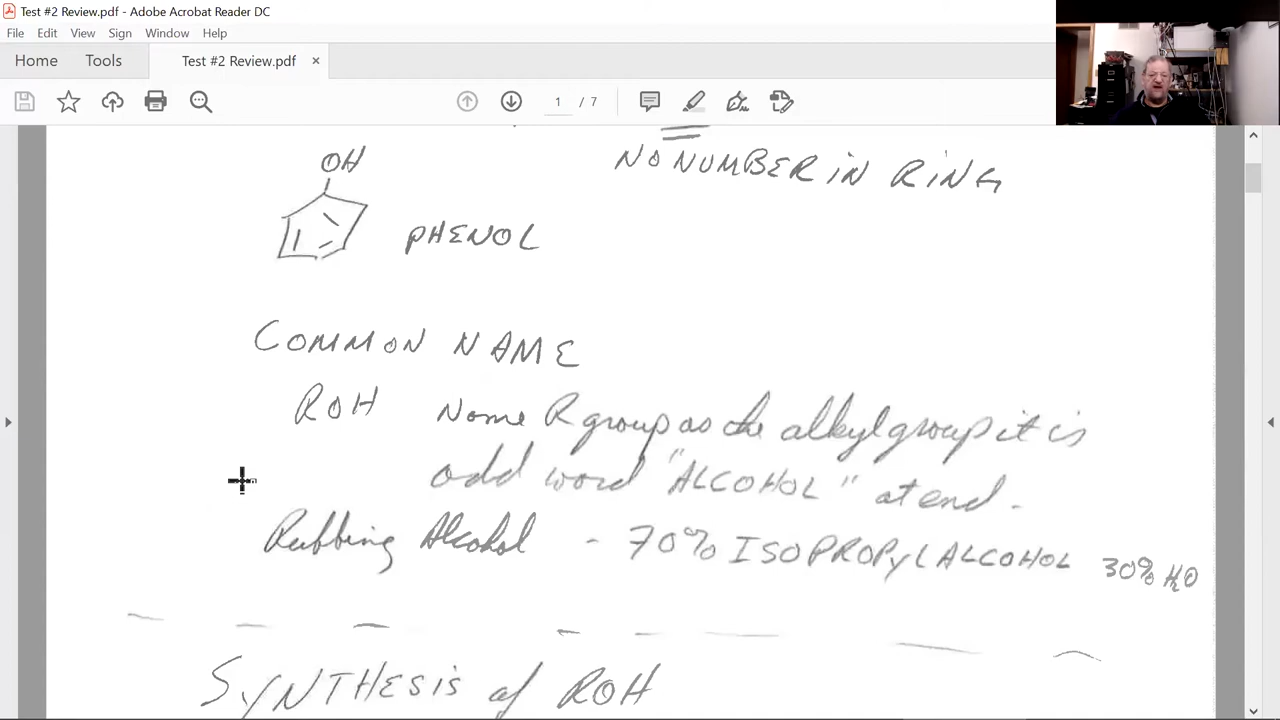 Test #2 Review.pdf - Adobe Acrobat Reader DC
File Edit View Sign Window Help
Home Tools Test #2 Review.pdf ×
1 / 7
NO NUMBER IN RING
OH
PHENOL
COMMON NAME
ROH Name R group as the alkyl group it is
add word "ALCOHOL" at end.
Rubbing Alcohol - 70% ISOPROPYL ALCOHOL 30% H2O
SYNTHESIS of ROH